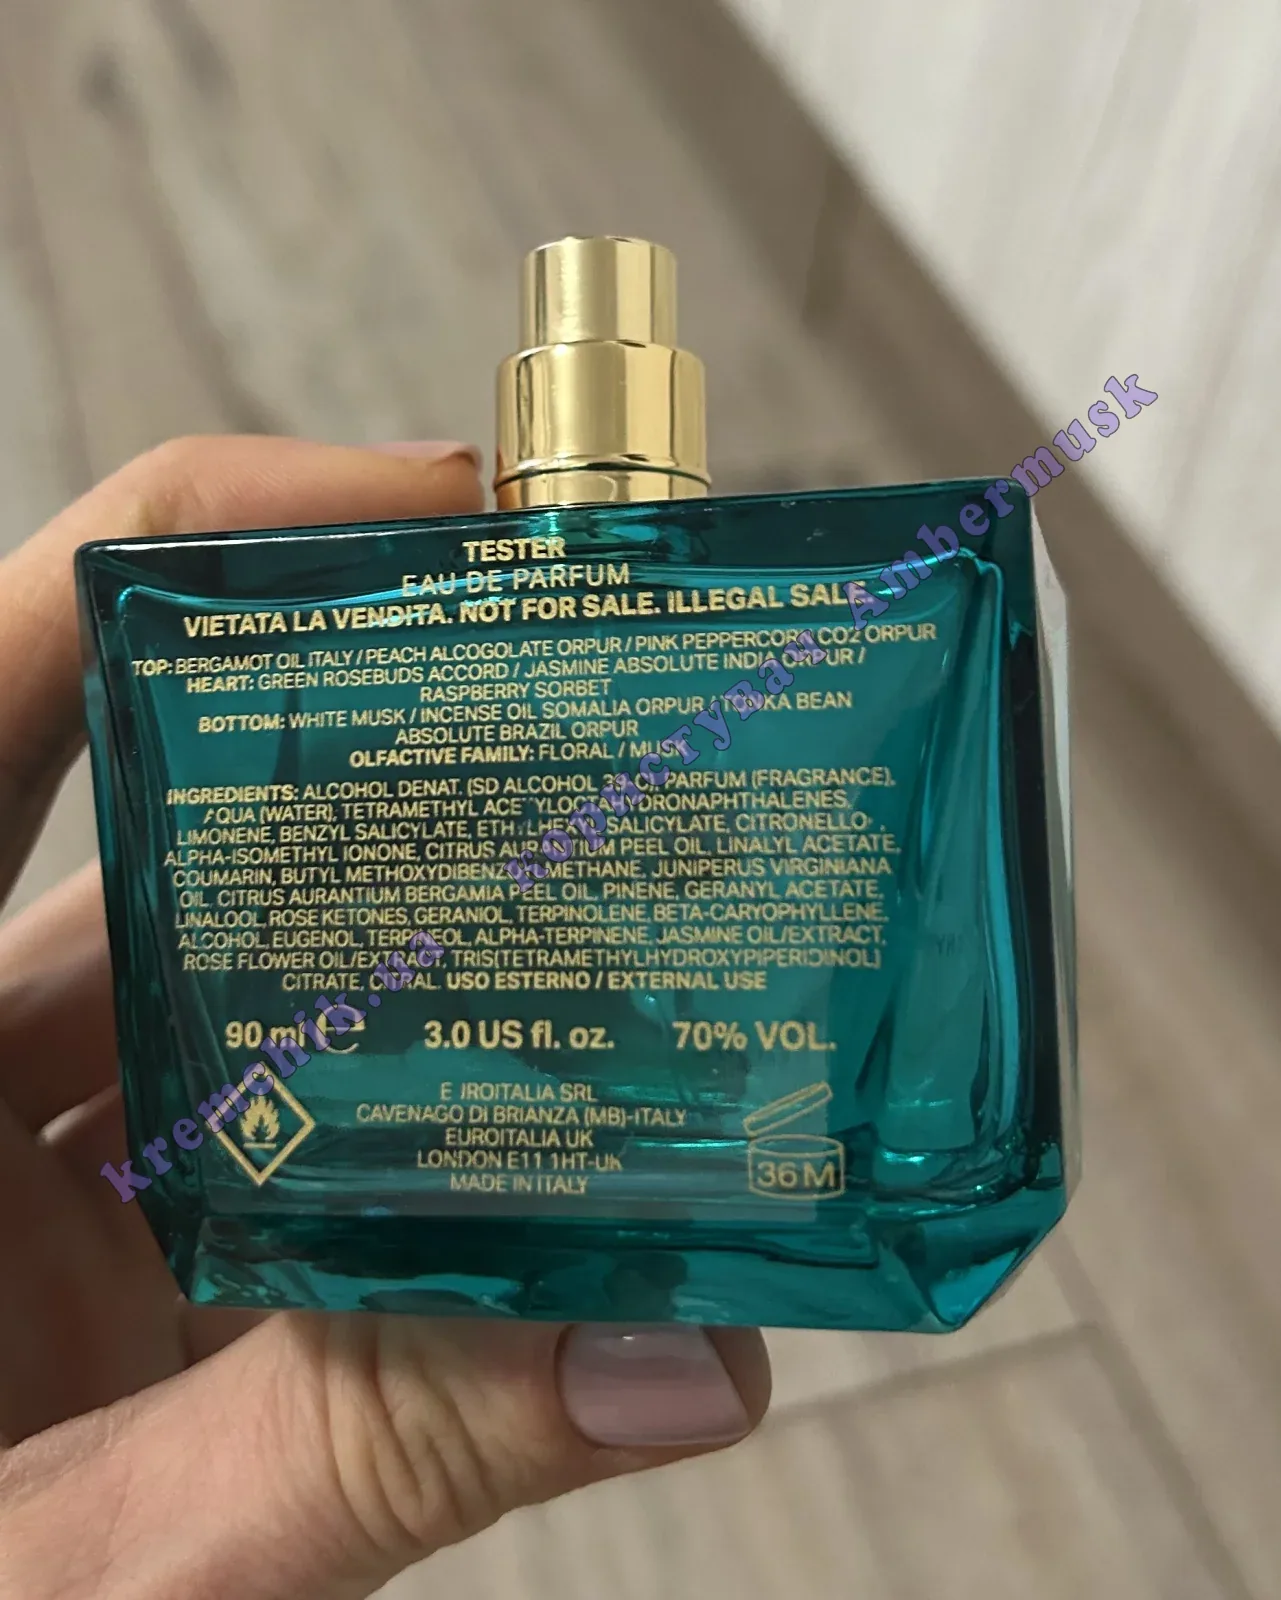 TESTER
EAU DE PARFUM
VIETATA LA VENDITA. NOT FOR SALE. ILLEGAL SALE.
TOP: BERGAMOT OIL ITALY / PEACH ALCOGOLATE ORPUR / PINK PEPPERCORN CO2 ORPUR
HEART: GREEN ROSEBUDS ACCORD / JASMINE ABSOLUTE INDIA ORPUR /
RASPBERRY SORBET
BOTTOM: WHITE MUSK / INCENSE OIL SOMALIA ORPUR / TONKA BEAN
ABSOLUTE BRAZIL ORPUR
OLFACTIVE FAMILY: FLORAL / MUSK
INGREDIENTS: ALCOHOL DENAT. (SD ALCOHOL 39 C), PARFUM (FRAGRANCE),
AQUA (WATER), TETRAMETHYL ACETYLOCTAHYDRONAPHTHALENES,
LIMONENE, BENZYL SALICYLATE, ETHYLHEXYL SALICYLATE, CITRONELLOL,
ALPHA-ISOMETHYL IONONE, CITRUS AURANTIUM PEEL OIL, LINALYL ACETATE,
COUMARIN, BUTYL METHOXYDIBENZOYLMETHANE, JUNIPERUS VIRGINIANA
OIL, CITRUS AURANTIUM BERGAMIA PEEL OIL, PINENE, GERANYL ACETATE,
LINALOOL, ROSE KETONES, GERANIOL, TERPINOLENE, BETA-CARYOPHYLLENE,
ALCOHOL, EUGENOL, TERPINEOL, ALPHA-TERPINENE, JASMINE OIL/EXTRACT,
ROSE FLOWER OIL/EXTRACT, TRIS(TETRAMETHYLHYDROXYPIPERIDINOL)
CITRATE, CITRAL. USO ESTERNO / EXTERNAL USE
90 ml ℮ 3.0 US fl. oz. 70% VOL.
EUROITALIA SRL
CAVENAGO DI BRIANZA (MB)-ITALY
EUROITALIA UK
LONDON E11 1HT-UK
MADE IN ITALY
36 M
kremchik.ua користувач Ambermusk